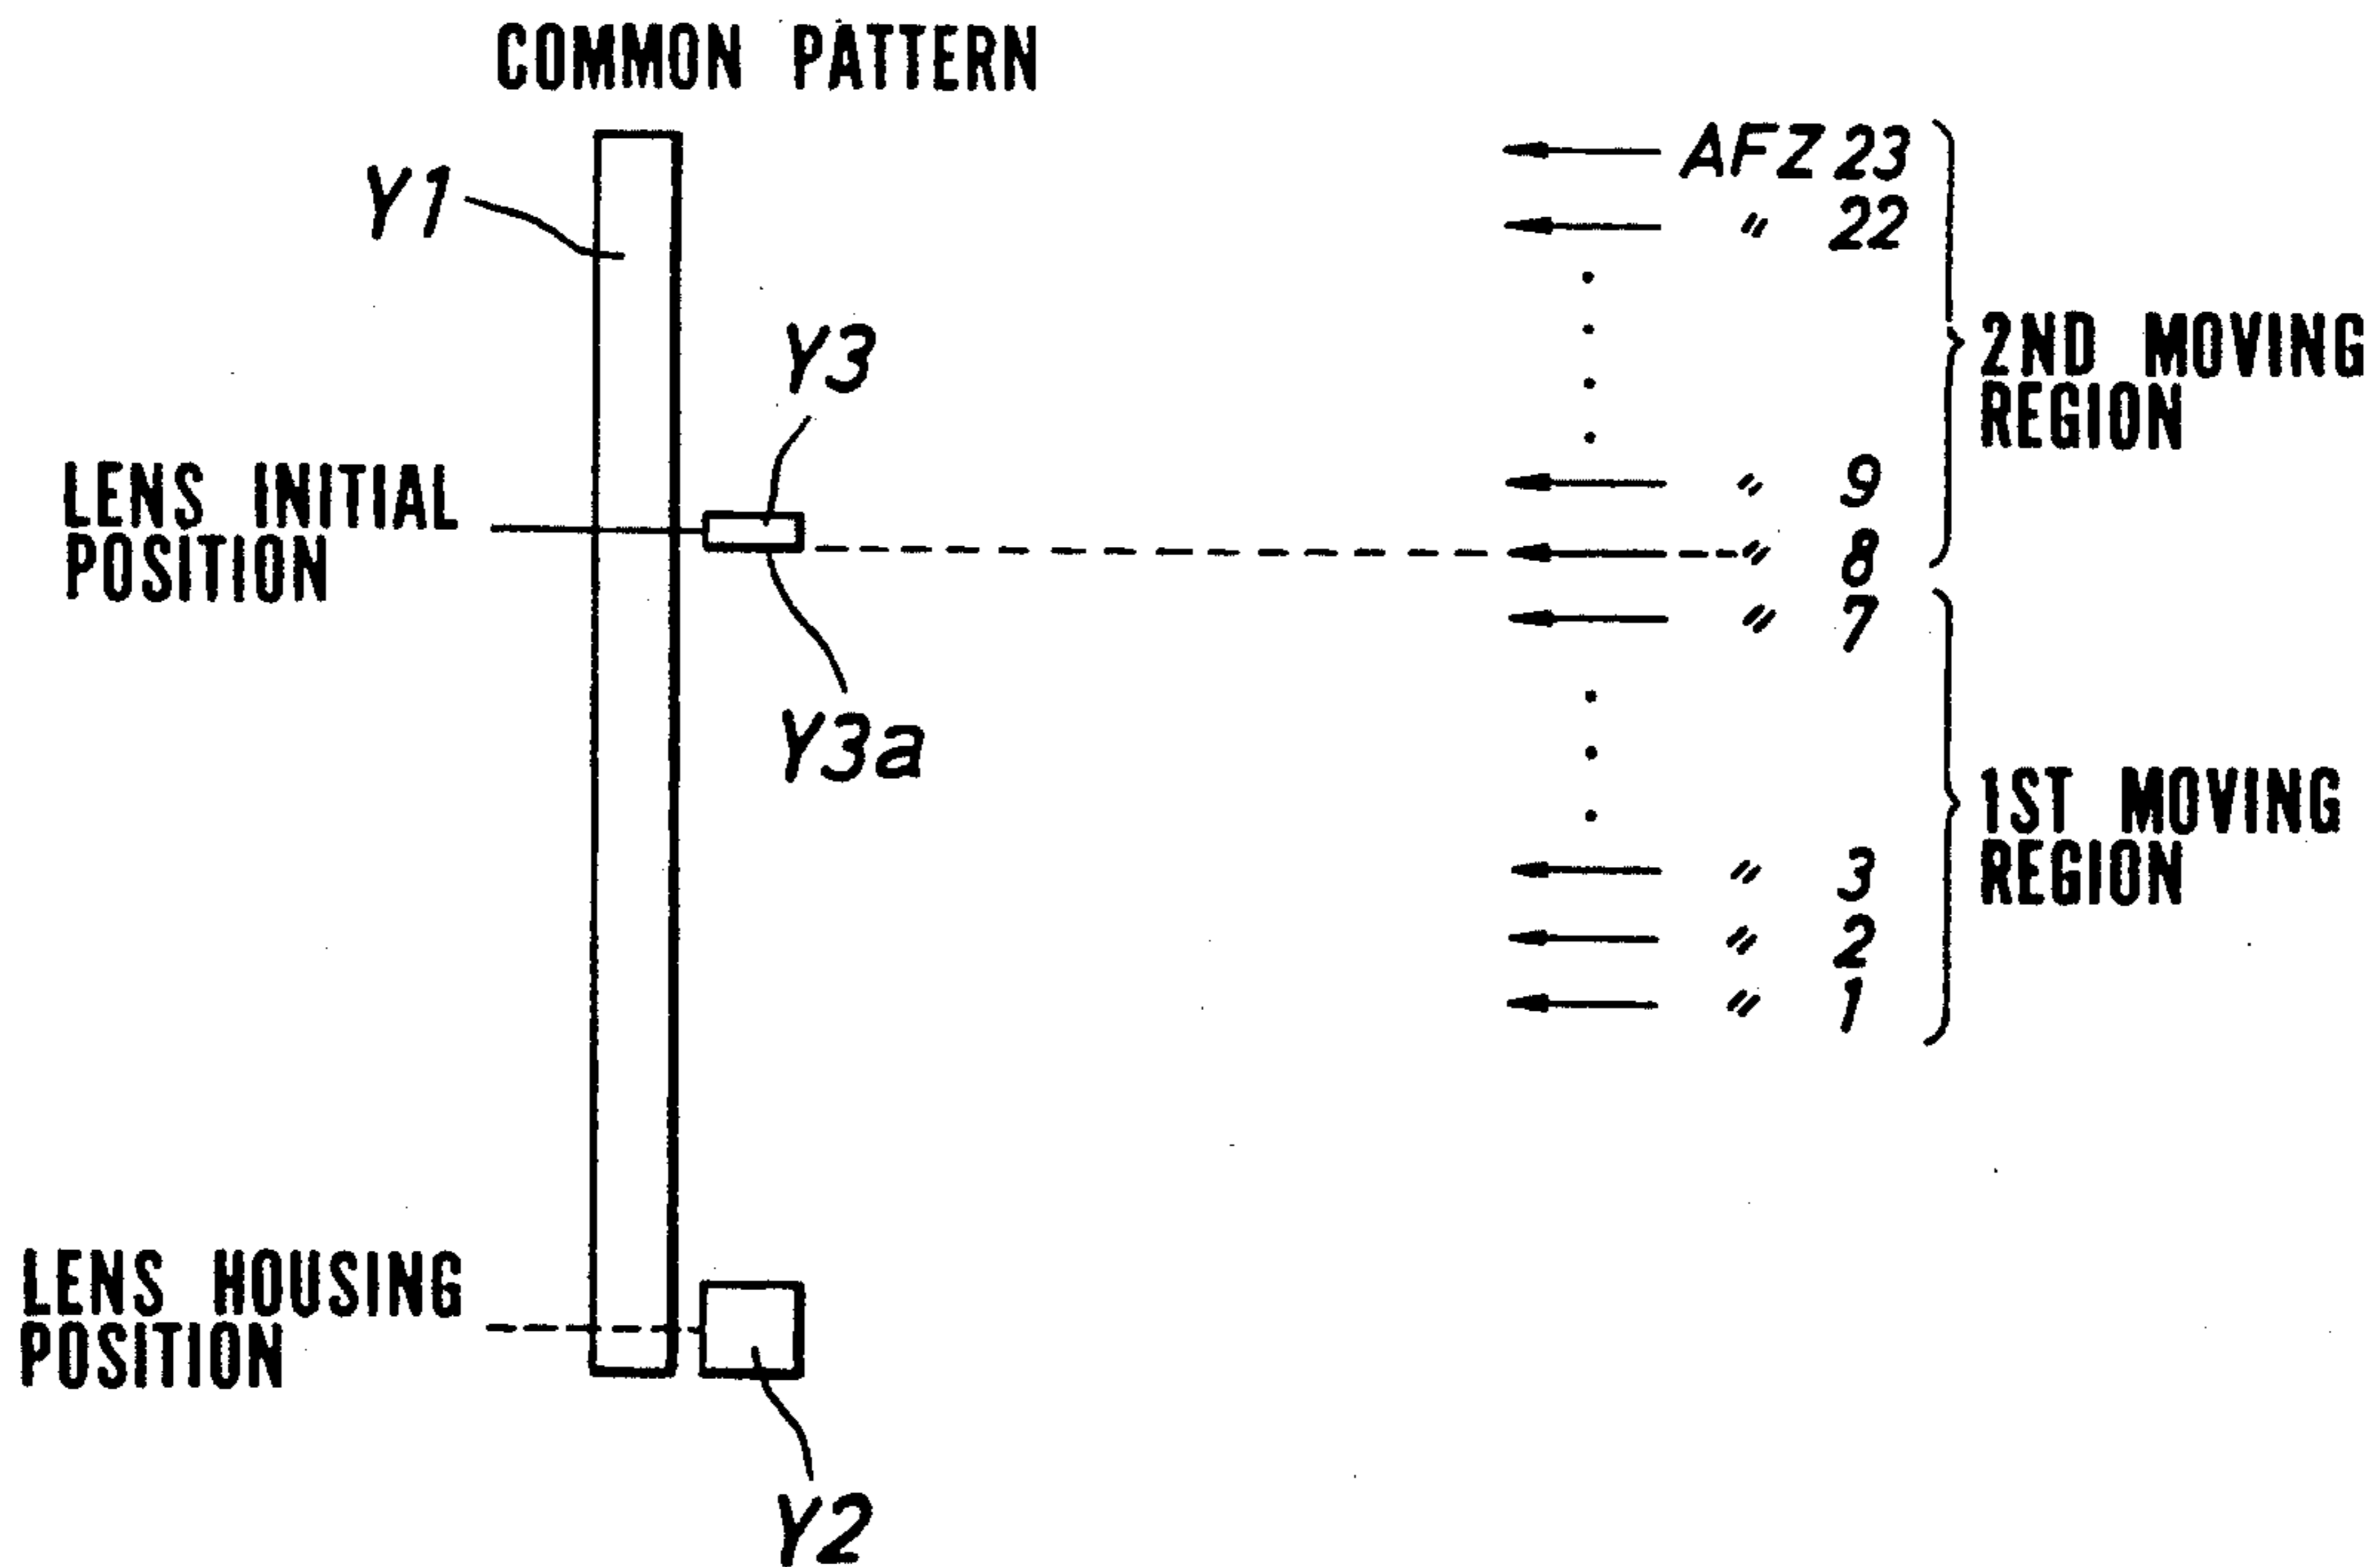 COMMON PATTERN
Y1
AFZ 23
〃 22
2ND MOVING
REGION
Y3
LENS INITIAL
POSITION
〃 9
〃 8
〃 7
Y3a
1ST MOVING
REGION
〃 3
〃 2
〃 1
LENS HOUSING
POSITION
Y2